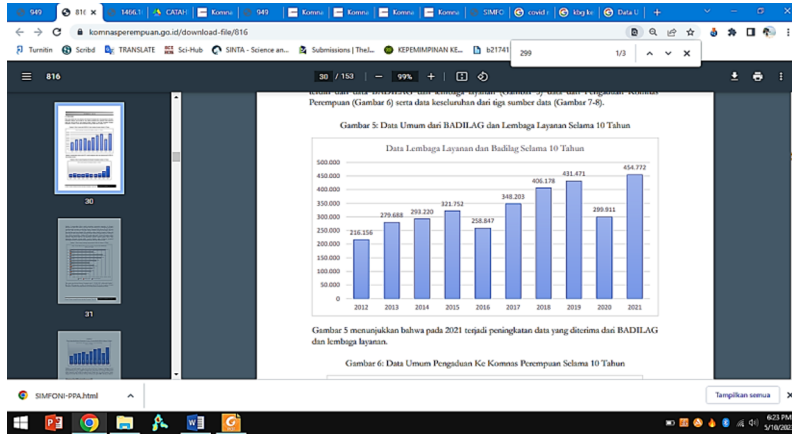 949
816
1466.1
CATAH
Komna
949
Komna
Komna
Komna
Komna
SIMFO
covid r
kbg ke
Data U
komnasperempuan.go.id/download-file/816
Turnitin
Scribd
TRANSLATE
Sci-Hub
SINTA - Science an...
Submissions | TheJ...
KEPEMIMPINAN KE...
b21741
299
1/3
816
30 / 153
99%
Perempuan (Gambar 6) serta data keseluruhan dari tiga sumber data (Gambar 7-8).
Gambar 5: Data Umum dari BADILAG dan Lembaga Layanan Selama 10 Tahun
Data Lembaga Layanan dan Badilag Selama 10 Tahun
500.000
450.000
400.000
350.000
300.000
250.000
200.000
150.000
100.000
50.000
0
216.156
279.688
293.220
321.752
258.847
348.203
406.178
431.471
299.911
454.772
2012 2013 2014 2015 2016 2017 2018 2019 2020 2021
Gambar 5 menunjukkan bahwa pada 2021 terjadi peningkatan data yang diterima dari BADILAG
dan lembaga layanan.
Gambar 6: Data Umum Pengaduan Ke Komnas Perempuan Selama 10 Tahun
30
31
SIMFONI-PPA.html
Tampilkan semua
6:23 PM